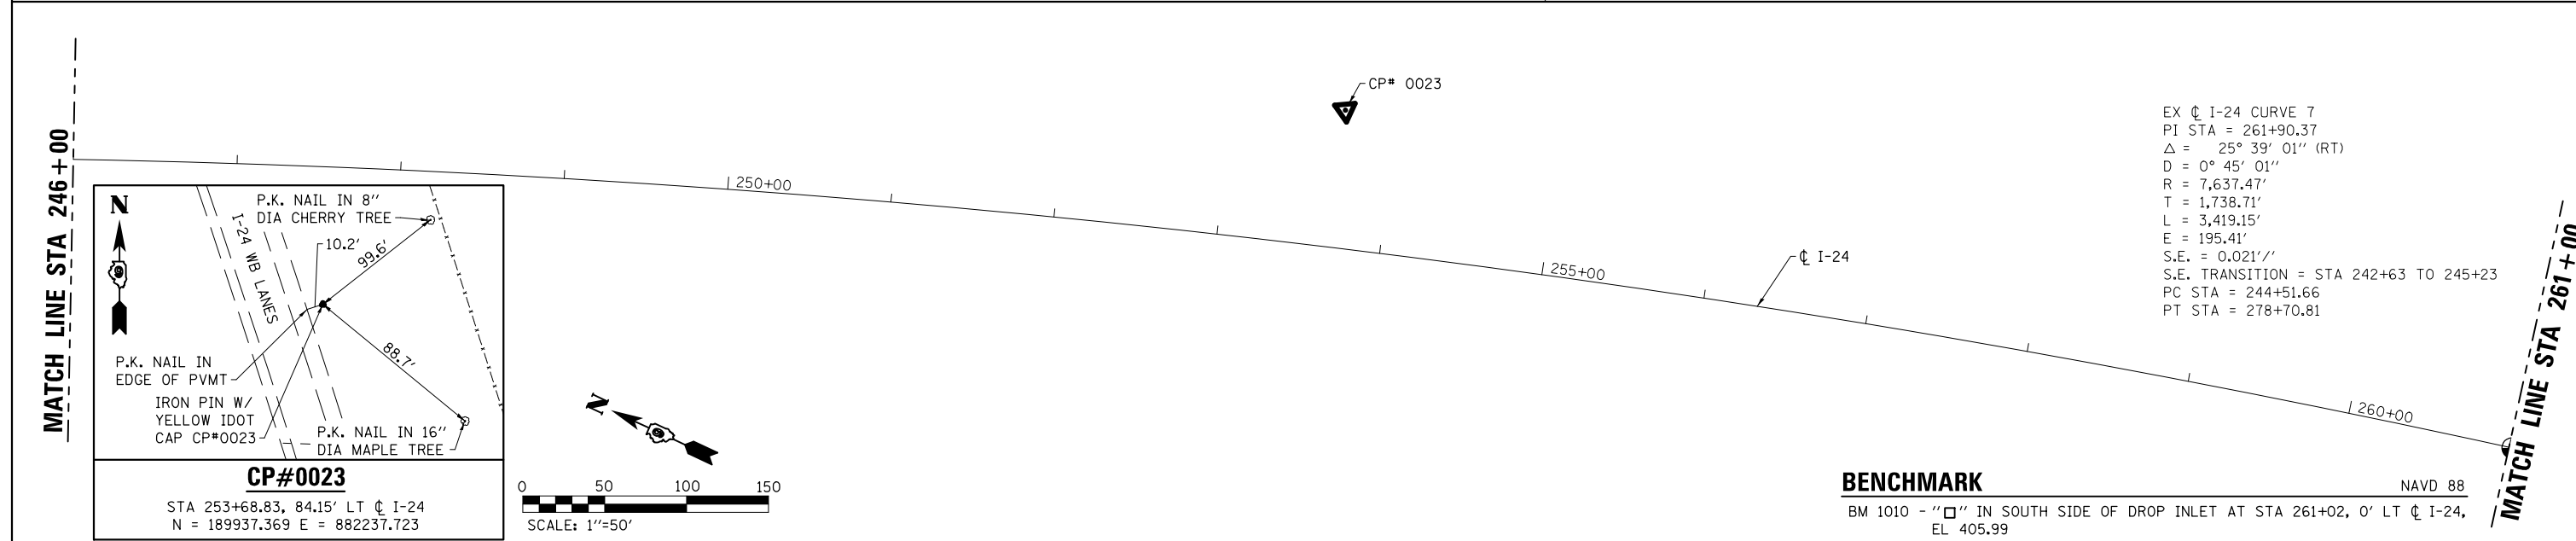 MATCH LINE STA 246+00
CP# 0023
250+00
255+00
℄ I-24
260+00
MATCH LINE STA 261+00
EX ℄ I-24 CURVE 7
PI STA = 261+90.37
△ = 25° 39' 01'' (RT)
D = 0° 45' 01''
R = 7,637.47'
T = 1,738.71'
L = 3,419.15'
E = 195.41'
S.E. = 0.021'/'
S.E. TRANSITION = STA 242+63 TO 245+23
PC STA = 244+51.66
PT STA = 278+70.81
N
P.K. NAIL IN 8''
DIA CHERRY TREE
I-24 WB LANES
10.2'
99.6'
88.7'
P.K. NAIL IN
EDGE OF PVMT
IRON PIN W/
YELLOW IDOT
CAP CP#0023
P.K. NAIL IN 16''
DIA MAPLE TREE
CP#0023
STA 253+68.83, 84.15' LT ℄ I-24
N = 189937.369 E = 882237.723
N
0 50 100 150
SCALE: 1''=50'
BENCHMARK NAVD 88
BM 1010 - ''□'' IN SOUTH SIDE OF DROP INLET AT STA 261+02, 0' LT ℄ I-24,
EL 405.99